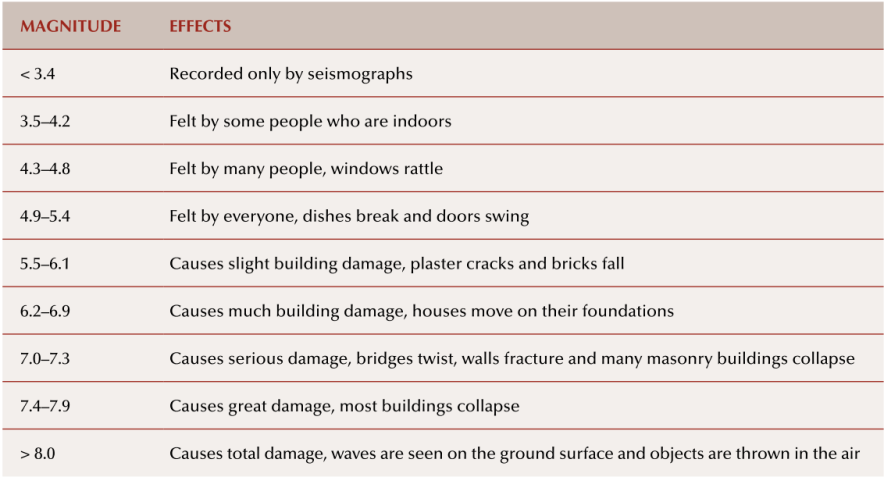 MAGNITUDE EFFECTS
< 3.4 Recorded only by seismographs
3.5–4.2 Felt by some people who are indoors
4.3–4.8 Felt by many people, windows rattle
4.9–5.4 Felt by everyone, dishes break and doors swing
5.5–6.1 Causes slight building damage, plaster cracks and bricks fall
6.2–6.9 Causes much building damage, houses move on their foundations
7.0–7.3 Causes serious damage, bridges twist, walls fracture and many masonry buildings collapse
7.4–7.9 Causes great damage, most buildings collapse
> 8.0 Causes total damage, waves are seen on the ground surface and objects are thrown in the air